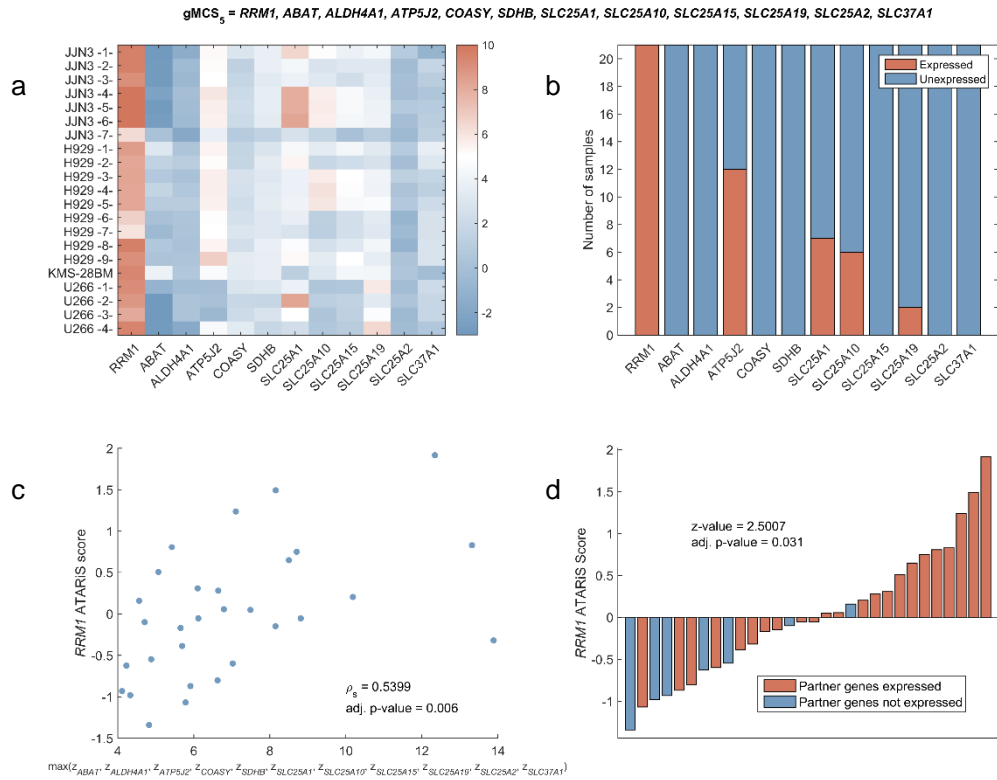 gMCS5 = RRM1, ABAT, ALDH4A1, ATP5J2, COASY, SDHB, SLC25A1, SLC25A10, SLC25A15, SLC25A19, SLC25A2, SLC37A1
a
JJN3 -1
JJN3 -2
JJN3 -3
JJN3 -4
JJN3 -5
JJN3 -6
JJN3 -7
H929 -1
H929 -2
H929 -3
H929 -4
H929 -5
H929 -6
H929 -7
H929 -8
H929 -9
KMS-28BM
U266 -1
U266 -2
U266 -3
U266 -4
RRM1
ABAT
ALDH4A1
ATP5J2
COASY
SDHB
SLC25A1
SLC25A10
SLC25A15
SLC25A19
SLC25A2
SLC37A1
10
8
6
4
2
0
-2
b
Number of samples
20
18
16
14
12
10
8
6
4
2
0
Expressed
Unexpressed
RRM1
ABAT
ALDH4A1
ATP5J2
COASY
SDHB
SLC25A1
SLC25A10
SLC25A15
SLC25A19
SLC25A2
SLC37A1
c
RRM1 ATARiS score
2
1.5
1
0.5
0
-0.5
-1
-1.5
ρs = 0.5399
adj. p-value = 0.006
4 6 8 10 12 14
max(zABAT, zALDH4A1, zATP5J2, zCOASY, zSDHB, zSLC25A1, zSLC25A10, zSLC25A15, zSLC25A19, zSLC25A2, zSLC37A1)
d
RRM1 ATARiS Score
2
1.5
1
0.5
0
-0.5
-1
z-value = 2.5007
adj. p-value = 0.031
Partner genes expressed
Partner genes not expressed